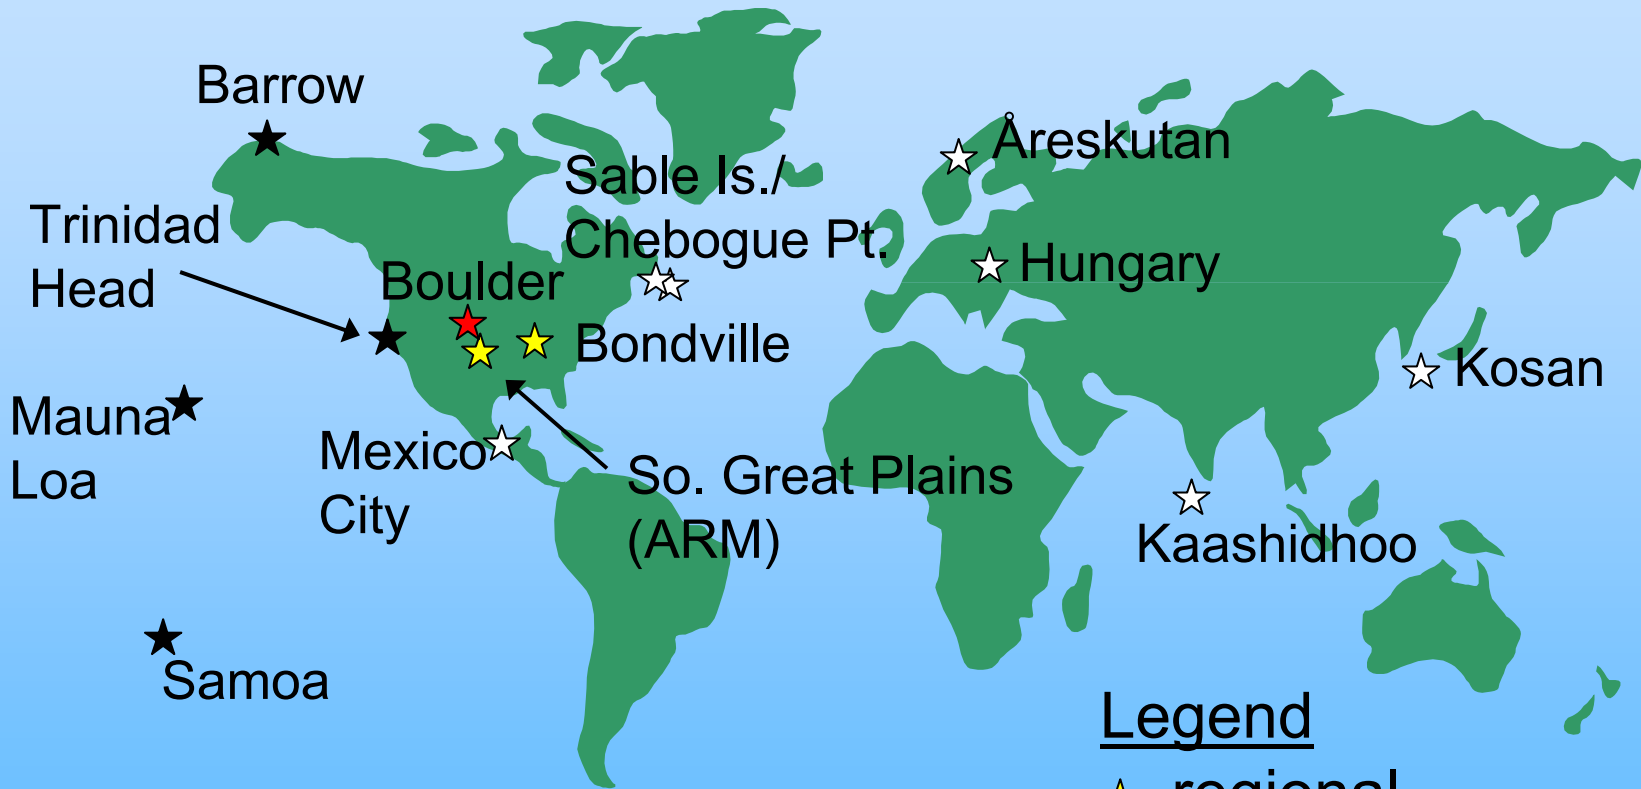 Barrow
Åreskutan
Sable Is./
Chebogue Pt.
Trinidad
Head
Boulder
Hungary
Bondville
Kosan
Mauna
Loa
Mexico
City
So. Great Plains
(ARM)
Kaashidhoo
Samoa
Legend
regional